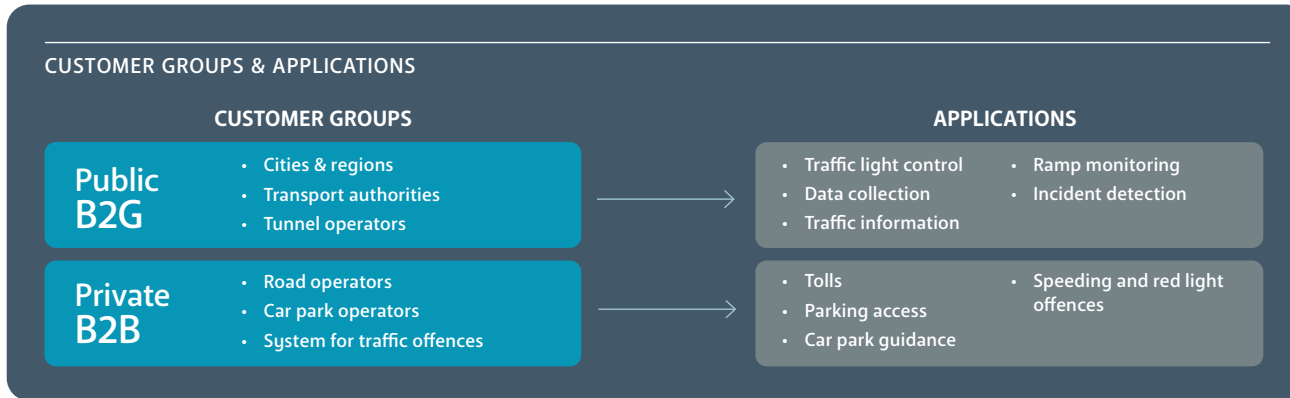 CUSTOMER GROUPS & APPLICATIONS
CUSTOMER GROUPS
APPLICATIONS
Public
B2G
• Cities & regions
• Transport authorities
• Tunnel operators
• Traffic light control
• Data collection
• Traffic information
• Ramp monitoring
• Incident detection
Private
B2B
• Road operators
• Car park operators
• System for traffic offences
• Tolls
• Parking access
• Car park guidance
• Speeding and red light
offences